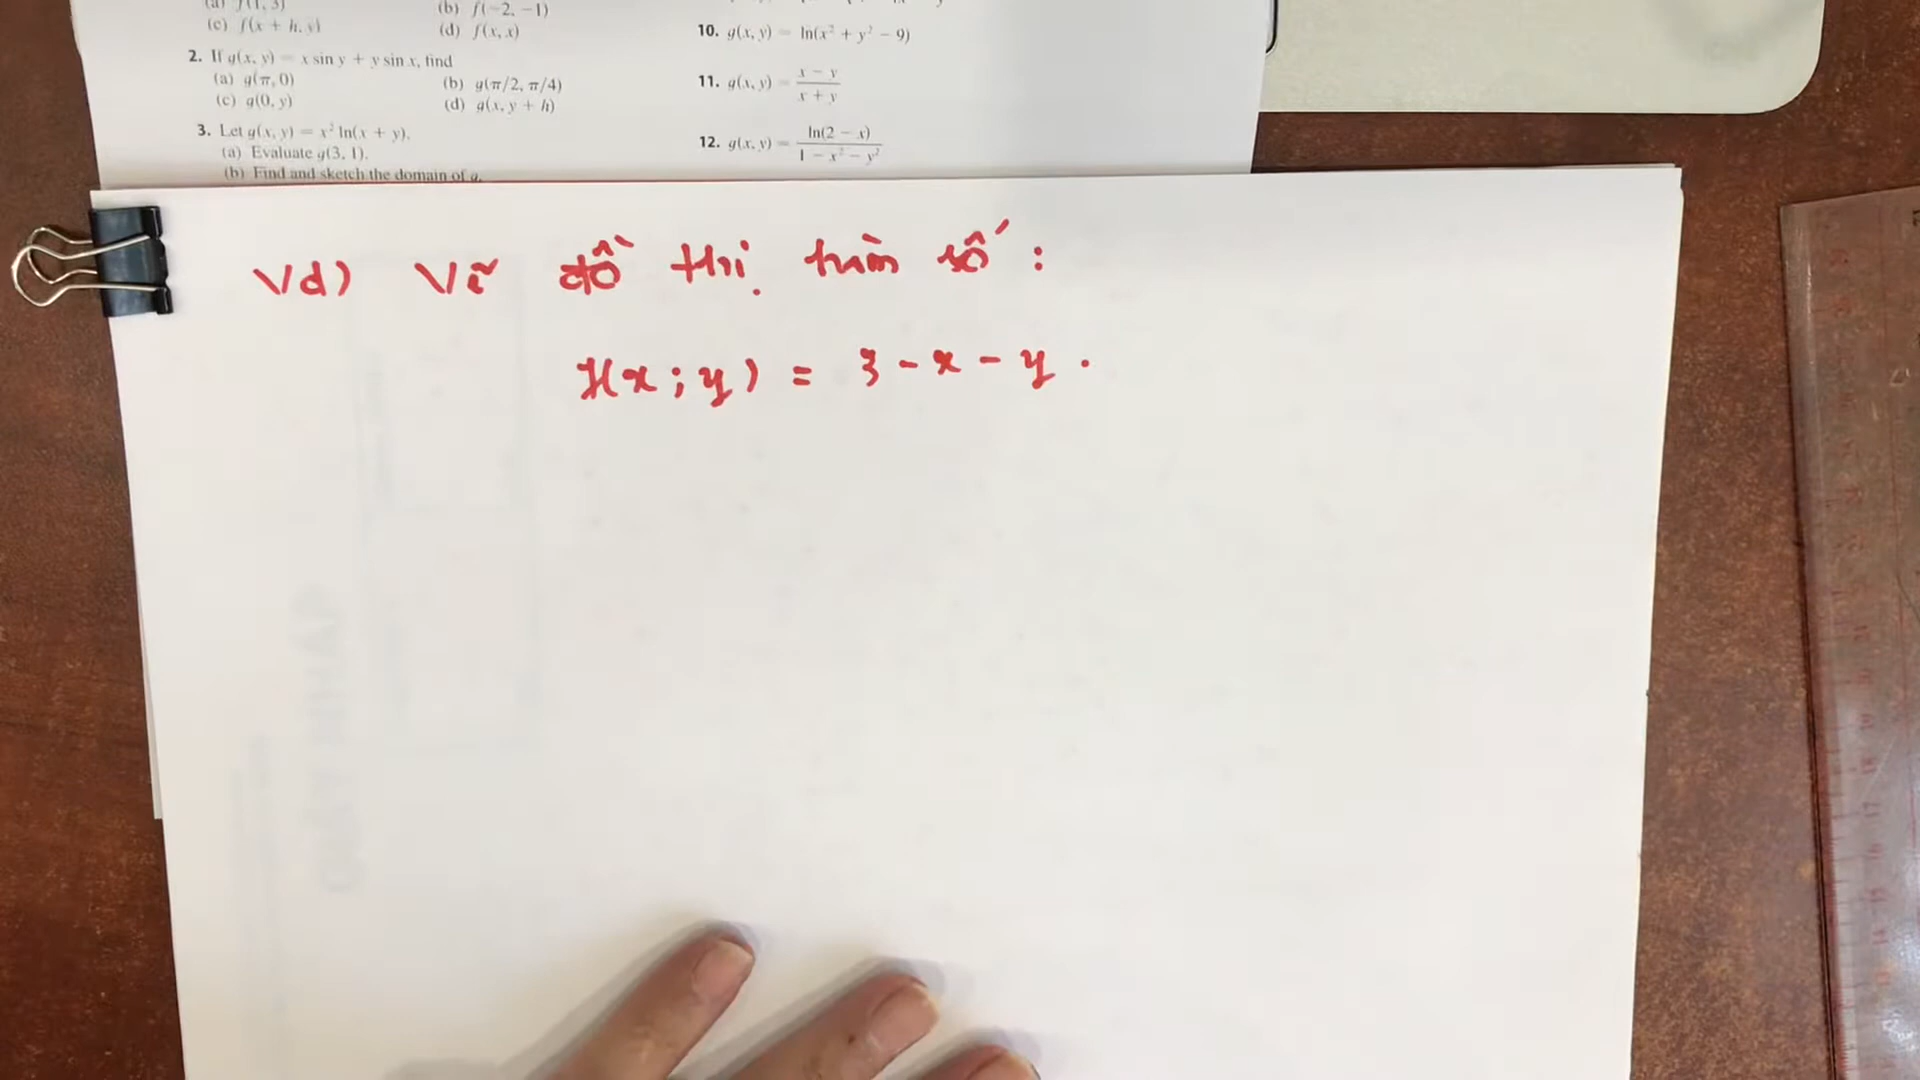 (a) f(1, 3)
(b) f(−2, −1)
(c) f(x + h, y)
(d) f(x, x)
2. If g(x, y) = x sin y + y sin x, find
(a) g(π, 0)
(b) g(π/2, π/4)
(c) g(0, y)
(d) g(x, y + h)
3. Let g(x, y) = x² ln(x + y).
(a) Evaluate g(3, 1).
(b) Find and sketch the domain of g.
10. g(x, y) = ln(x² + y² − 9)
11. g(x, y) = (x − y)/(x + y)
12. g(x, y) = ln(2 − x)/(1 − x² − y²)
Vd) Vẽ đồ thị hàm số:
f(x; y) = 3 - x - y.